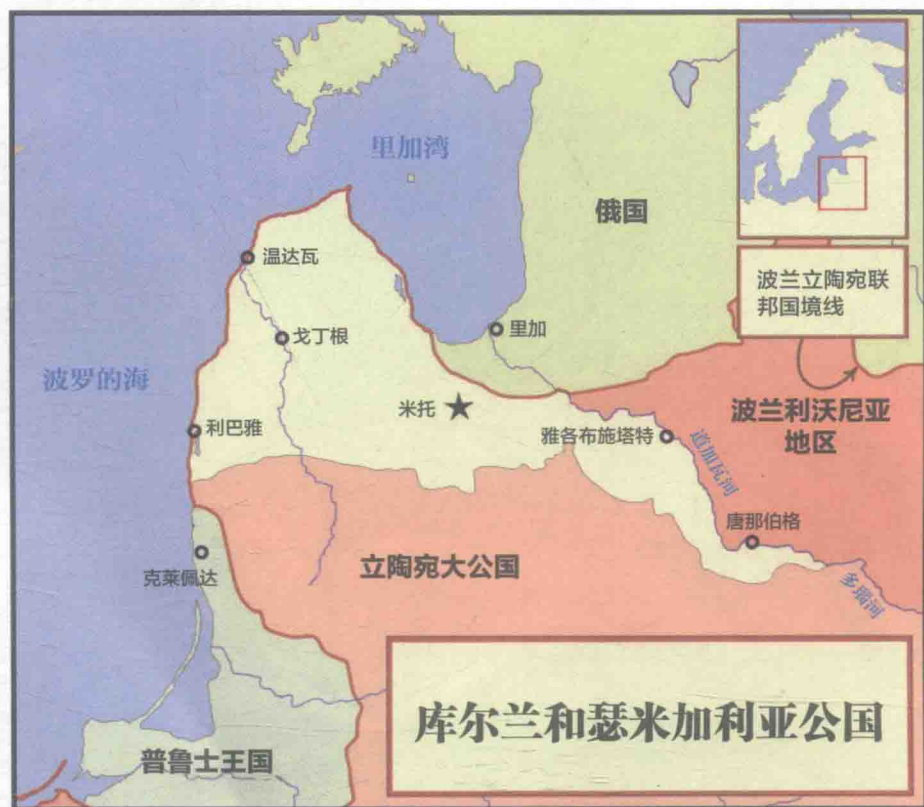 里加湾
俄国
温达瓦
波兰立陶宛联
邦国境线
戈丁根
里加
波罗的海
米托
利巴雅
雅各布施塔特
波兰利沃尼亚
地区
道加瓦河
唐那伯格
克莱佩达
立陶宛大公国
多瑙河
库尔兰和瑟米加利亚公国
普鲁士王国